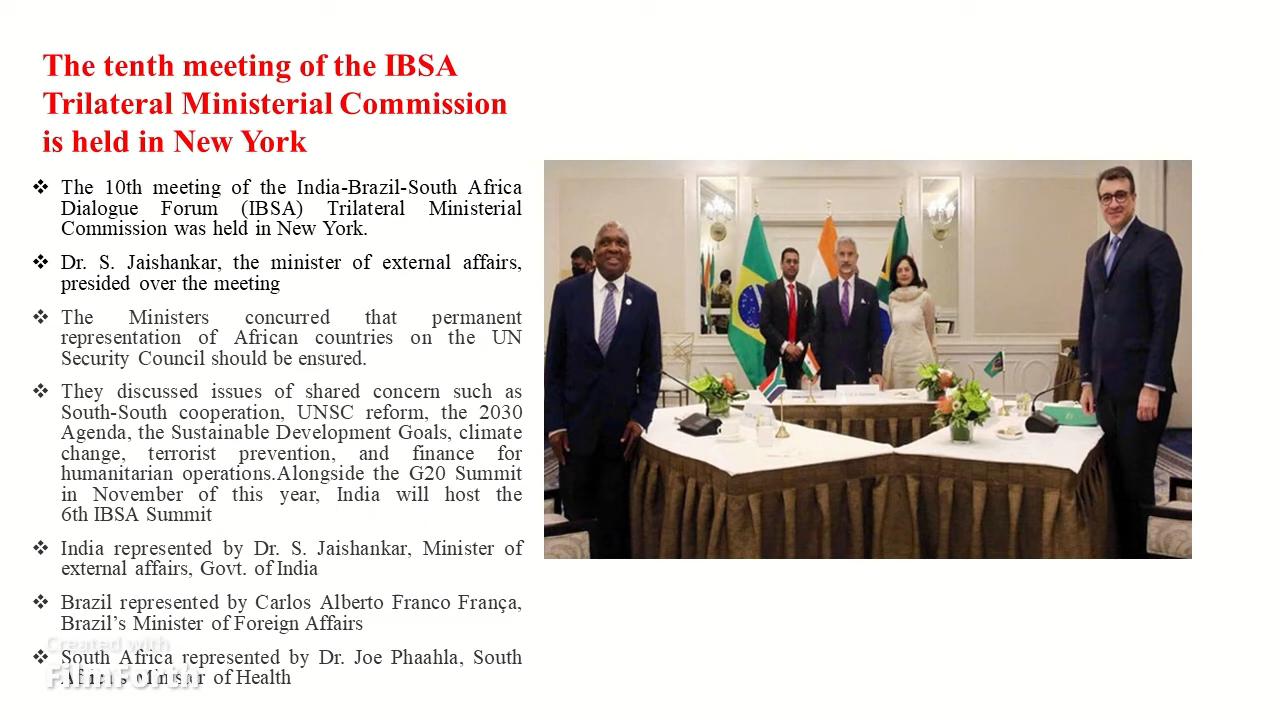 The tenth meeting of the IBSA
Trilateral Ministerial Commission
is held in New York
❖ The 10th meeting of the India-Brazil-South Africa
Dialogue Forum (IBSA) Trilateral Ministerial
Commission was held in New York.
❖ Dr. S. Jaishankar, the minister of external affairs,
presided over the meeting
❖ The Ministers concurred that permanent
representation of African countries on the UN
Security Council should be ensured.
❖ They discussed issues of shared concern such as
South-South cooperation, UNSC reform, the 2030
Agenda, the Sustainable Development Goals, climate
change, terrorist prevention, and finance for
humanitarian operations.Alongside the G20 Summit
in November of this year, India will host the
6th IBSA Summit
❖ India represented by Dr. S. Jaishankar, Minister of
external affairs, Govt. of India
❖ Brazil represented by Carlos Alberto Franco França,
Brazil’s Minister of Foreign Affairs
❖ South Africa represented by Dr. Joe Phaahla, South
Africa's Minister of Health
Created with
FilmForth